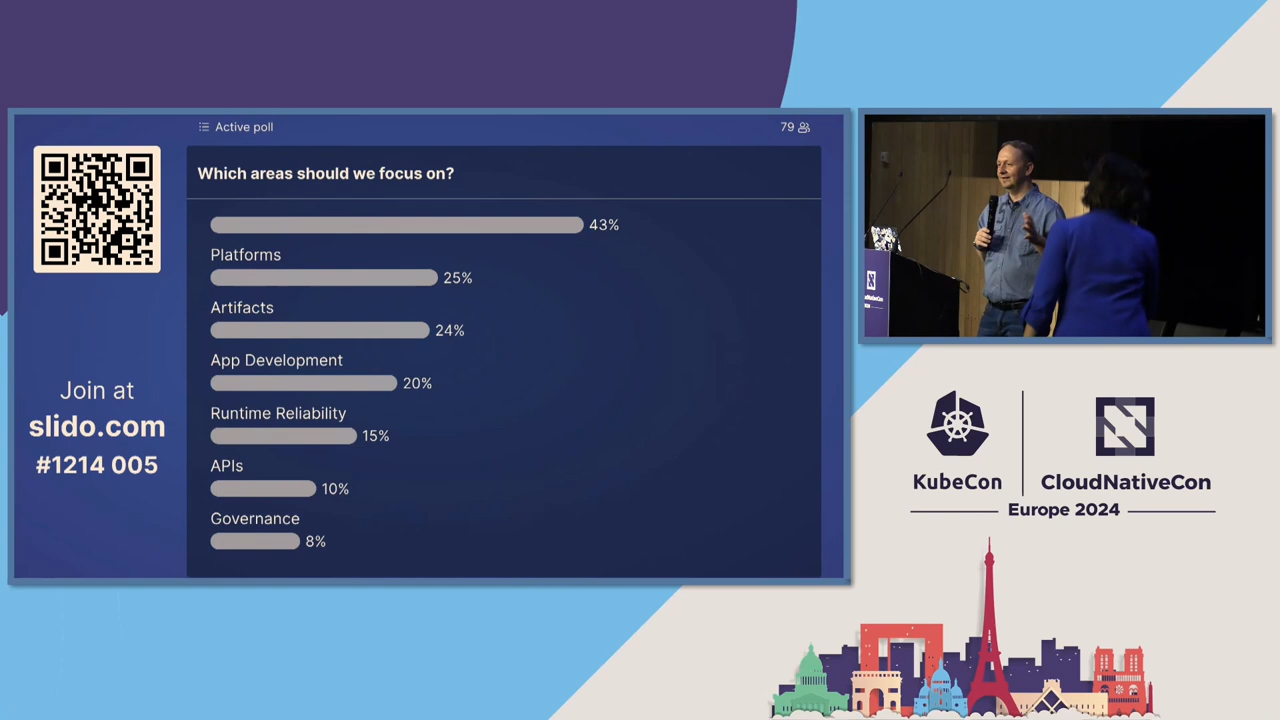 Active poll
79
Which areas should we focus on?
43%
Platforms
25%
Artifacts
24%
App Development
20%
Runtime Reliability
15%
APIs
10%
Governance
8%
Join at
slido.com
#1214 005
KubeCon
CloudNativeCon
Europe 2024